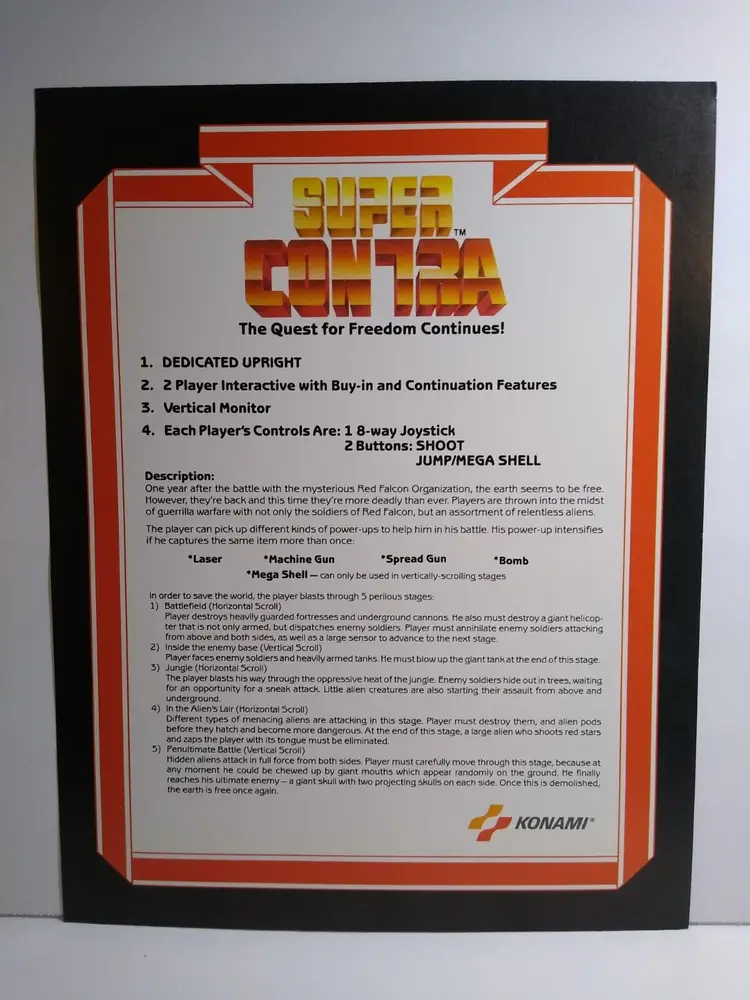 SUPER
CONTRA™
The Quest for Freedom Continues!
1. DEDICATED UPRIGHT
2. 2 Player Interactive with Buy-in and Continuation Features
3. Vertical Monitor
4. Each Player's Controls Are: 1 8-way Joystick
2 Buttons: SHOOT
JUMP/MEGA SHELL
Description:
One year after the battle with the mysterious Red Falcon Organization, the earth seems to be free.
However, they're back and this time they're more deadly than ever. Players are thrown into the midst
of guerrilla warfare with not only the soldiers of Red Falcon, but an assortment of relentless aliens.
The player can pick up different kinds of power-ups to help him in his battle. His power-up intensifies
if he captures the same item more than once:
*Laser *Machine Gun *Spread Gun *Bomb
*Mega Shell — can only be used in vertically-scrolling stages
In order to save the world, the player blasts through 5 perilous stages:
1) Battlefield (Horizontal Scroll)
Player destroys heavily guarded fortresses and underground cannons. He also must destroy a giant helicop-
ter that is not only armed, but dispatches enemy soldiers. Player must annihilate enemy soldiers attacking
from above and both sides, as well as a large sensor to advance to the next stage.
2) Inside the enemy base (Vertical Scroll)
Player faces enemy soldiers and heavily armed tanks. He must blow up the giant tank at the end of this stage.
3) Jungle (Horizontal Scroll)
The player blasts his way through the oppressive heat of the jungle. Enemy soldiers hide out in trees, waiting
for an opportunity for a sneak attack. Little alien creatures are also starting their assault from above and
underground.
4) In the Alien's Lair (Horizontal Scroll)
Different types of menacing aliens are attacking in this stage. Player must destroy them, and alien pods
before they hatch and become more dangerous. At the end of this stage, a large alien who shoots red stars
and zaps the player with its tongue must be eliminated.
5) Penultimate Battle (Vertical Scroll)
Hidden aliens attack in full force from both sides. Player must carefully move through this stage, because at
any moment he could be chewed up by giant mouths which appear randomly on the ground. He finally
reaches his ultimate enemy — a giant skull with two projecting skulls on each side. Once this is demolished,
the earth is free once again.
KONAMI®